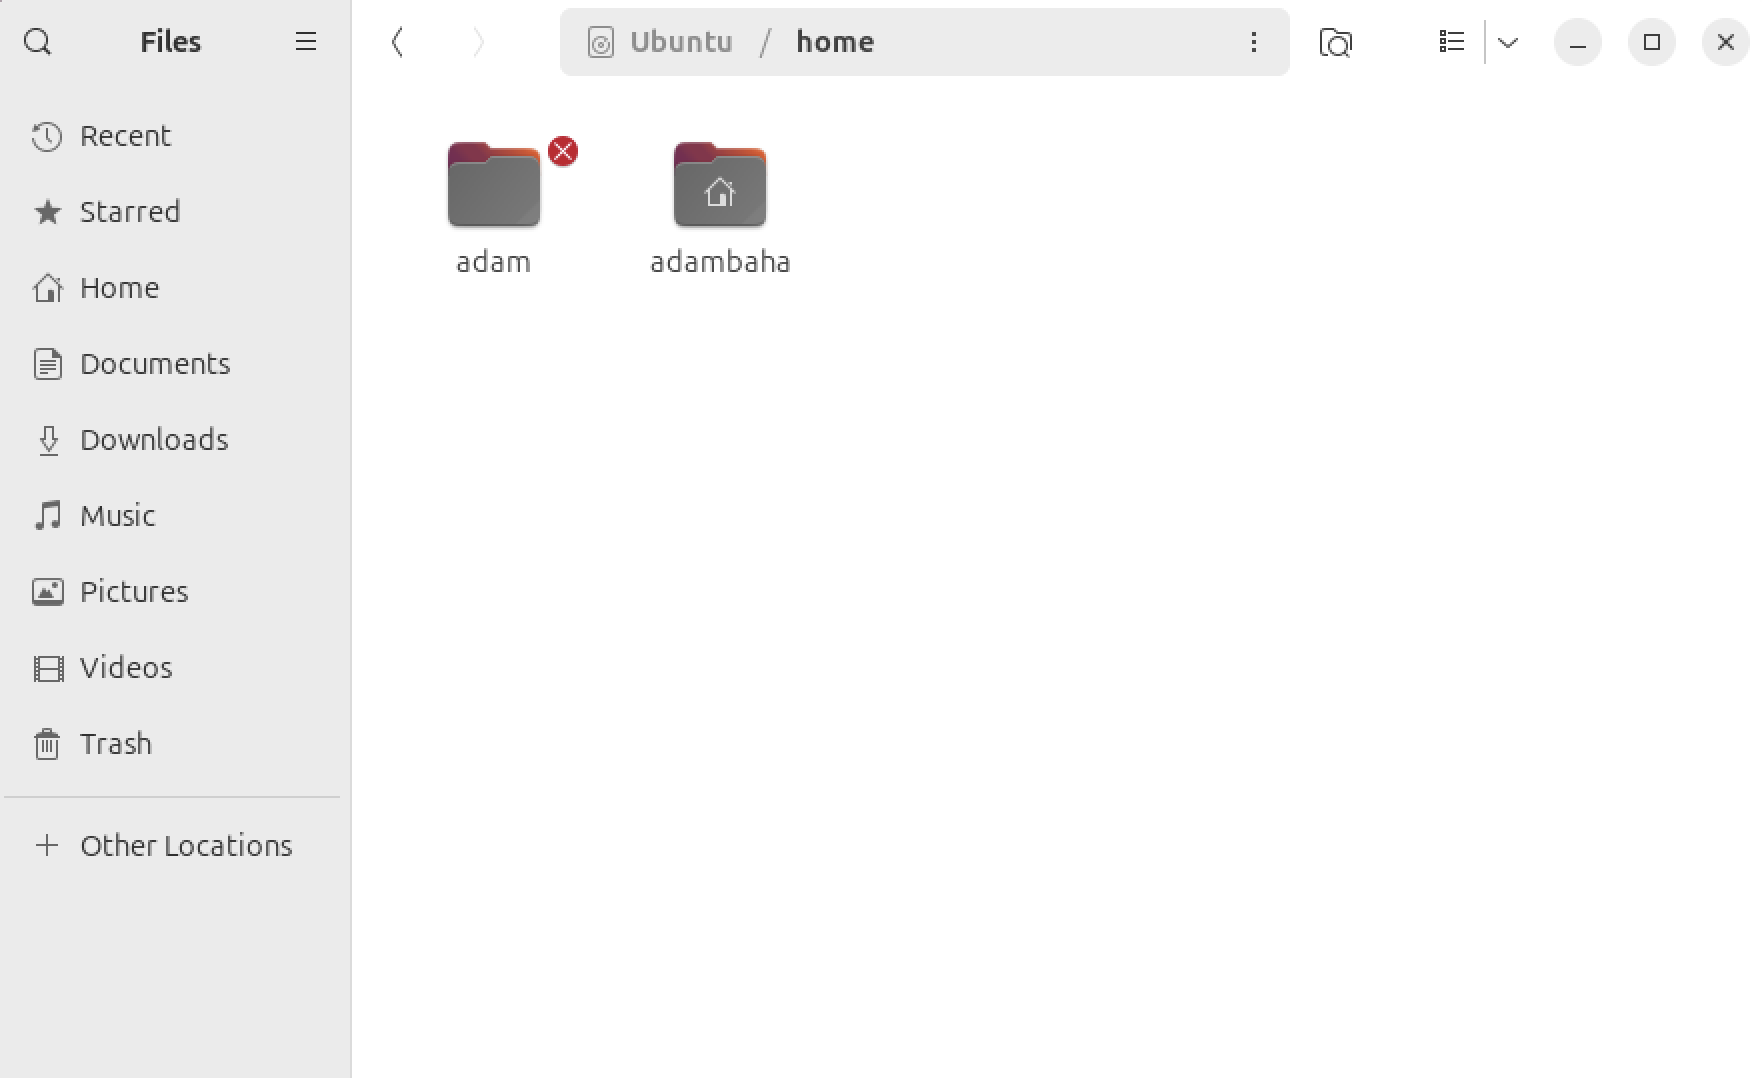 Files
Ubuntu / home
Recent
Starred
Home
Documents
Downloads
Music
Pictures
Videos
Trash
Other Locations
adam
adambaha